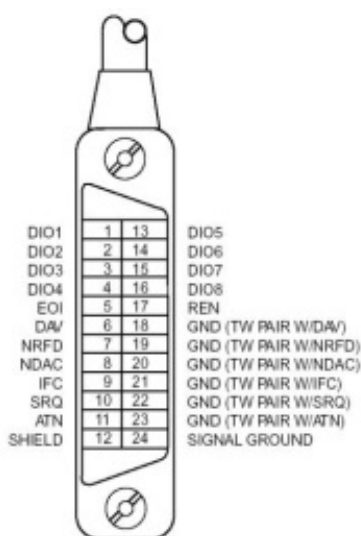 DIO1 1 13 DIO5
DIO2 2 14 DIO6
DIO3 3 15 DIO7
DIO4 4 16 DIO8
EOI 5 17 REN
DAV 6 18 GND (TW PAIR W/DAV)
NRFD 7 19 GND (TW PAIR W/NRFD)
NDAC 8 20 GND (TW PAIR W/NDAC)
IFC 9 21 GND (TW PAIR W/IFC)
SRQ 10 22 GND (TW PAIR W/SRQ)
ATN 11 23 GND (TW PAIR W/ATN)
SHIELD 12 24 SIGNAL GROUND